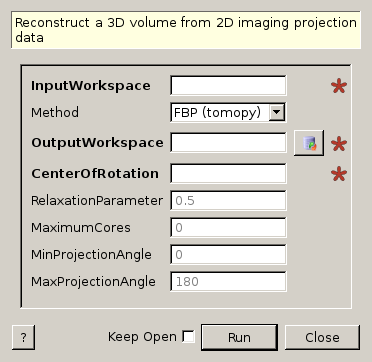 Reconstruct a 3D volume from 2D imaging projection
data
InputWorkspace
Method FBP (tomopy)
OutputWorkspace
CenterOfRotation
RelaxationParameter 0.5
MaximumCores 0
MinProjectionAngle 0
MaxProjectionAngle 180
? Keep Open Run Close